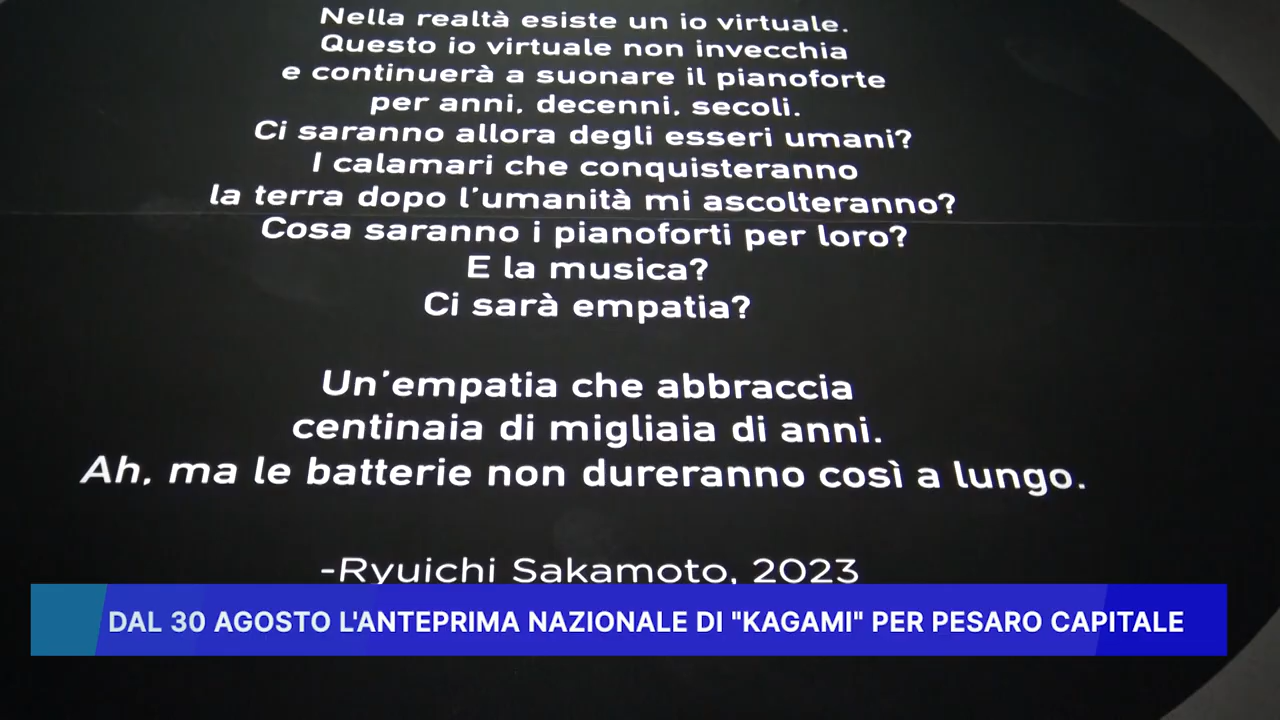 Nella realtà esiste un io virtuale.
Questo io virtuale non invecchia
e continuerà a suonare il pianoforte
per anni, decenni, secoli.
Ci saranno allora degli esseri umani?
I calamari che conquisteranno
la terra dopo l'umanità mi ascolteranno?
Cosa saranno i pianoforti per loro?
E la musica?
Ci sarà empatia?
Un'empatia che abbraccia
centinaia di migliaia di anni.
Ah, ma le batterie non dureranno così a lungo.
-Ryuichi Sakamoto, 2023
DAL 30 AGOSTO L'ANTEPRIMA NAZIONALE DI "KAGAMI" PER PESARO CAPITALE